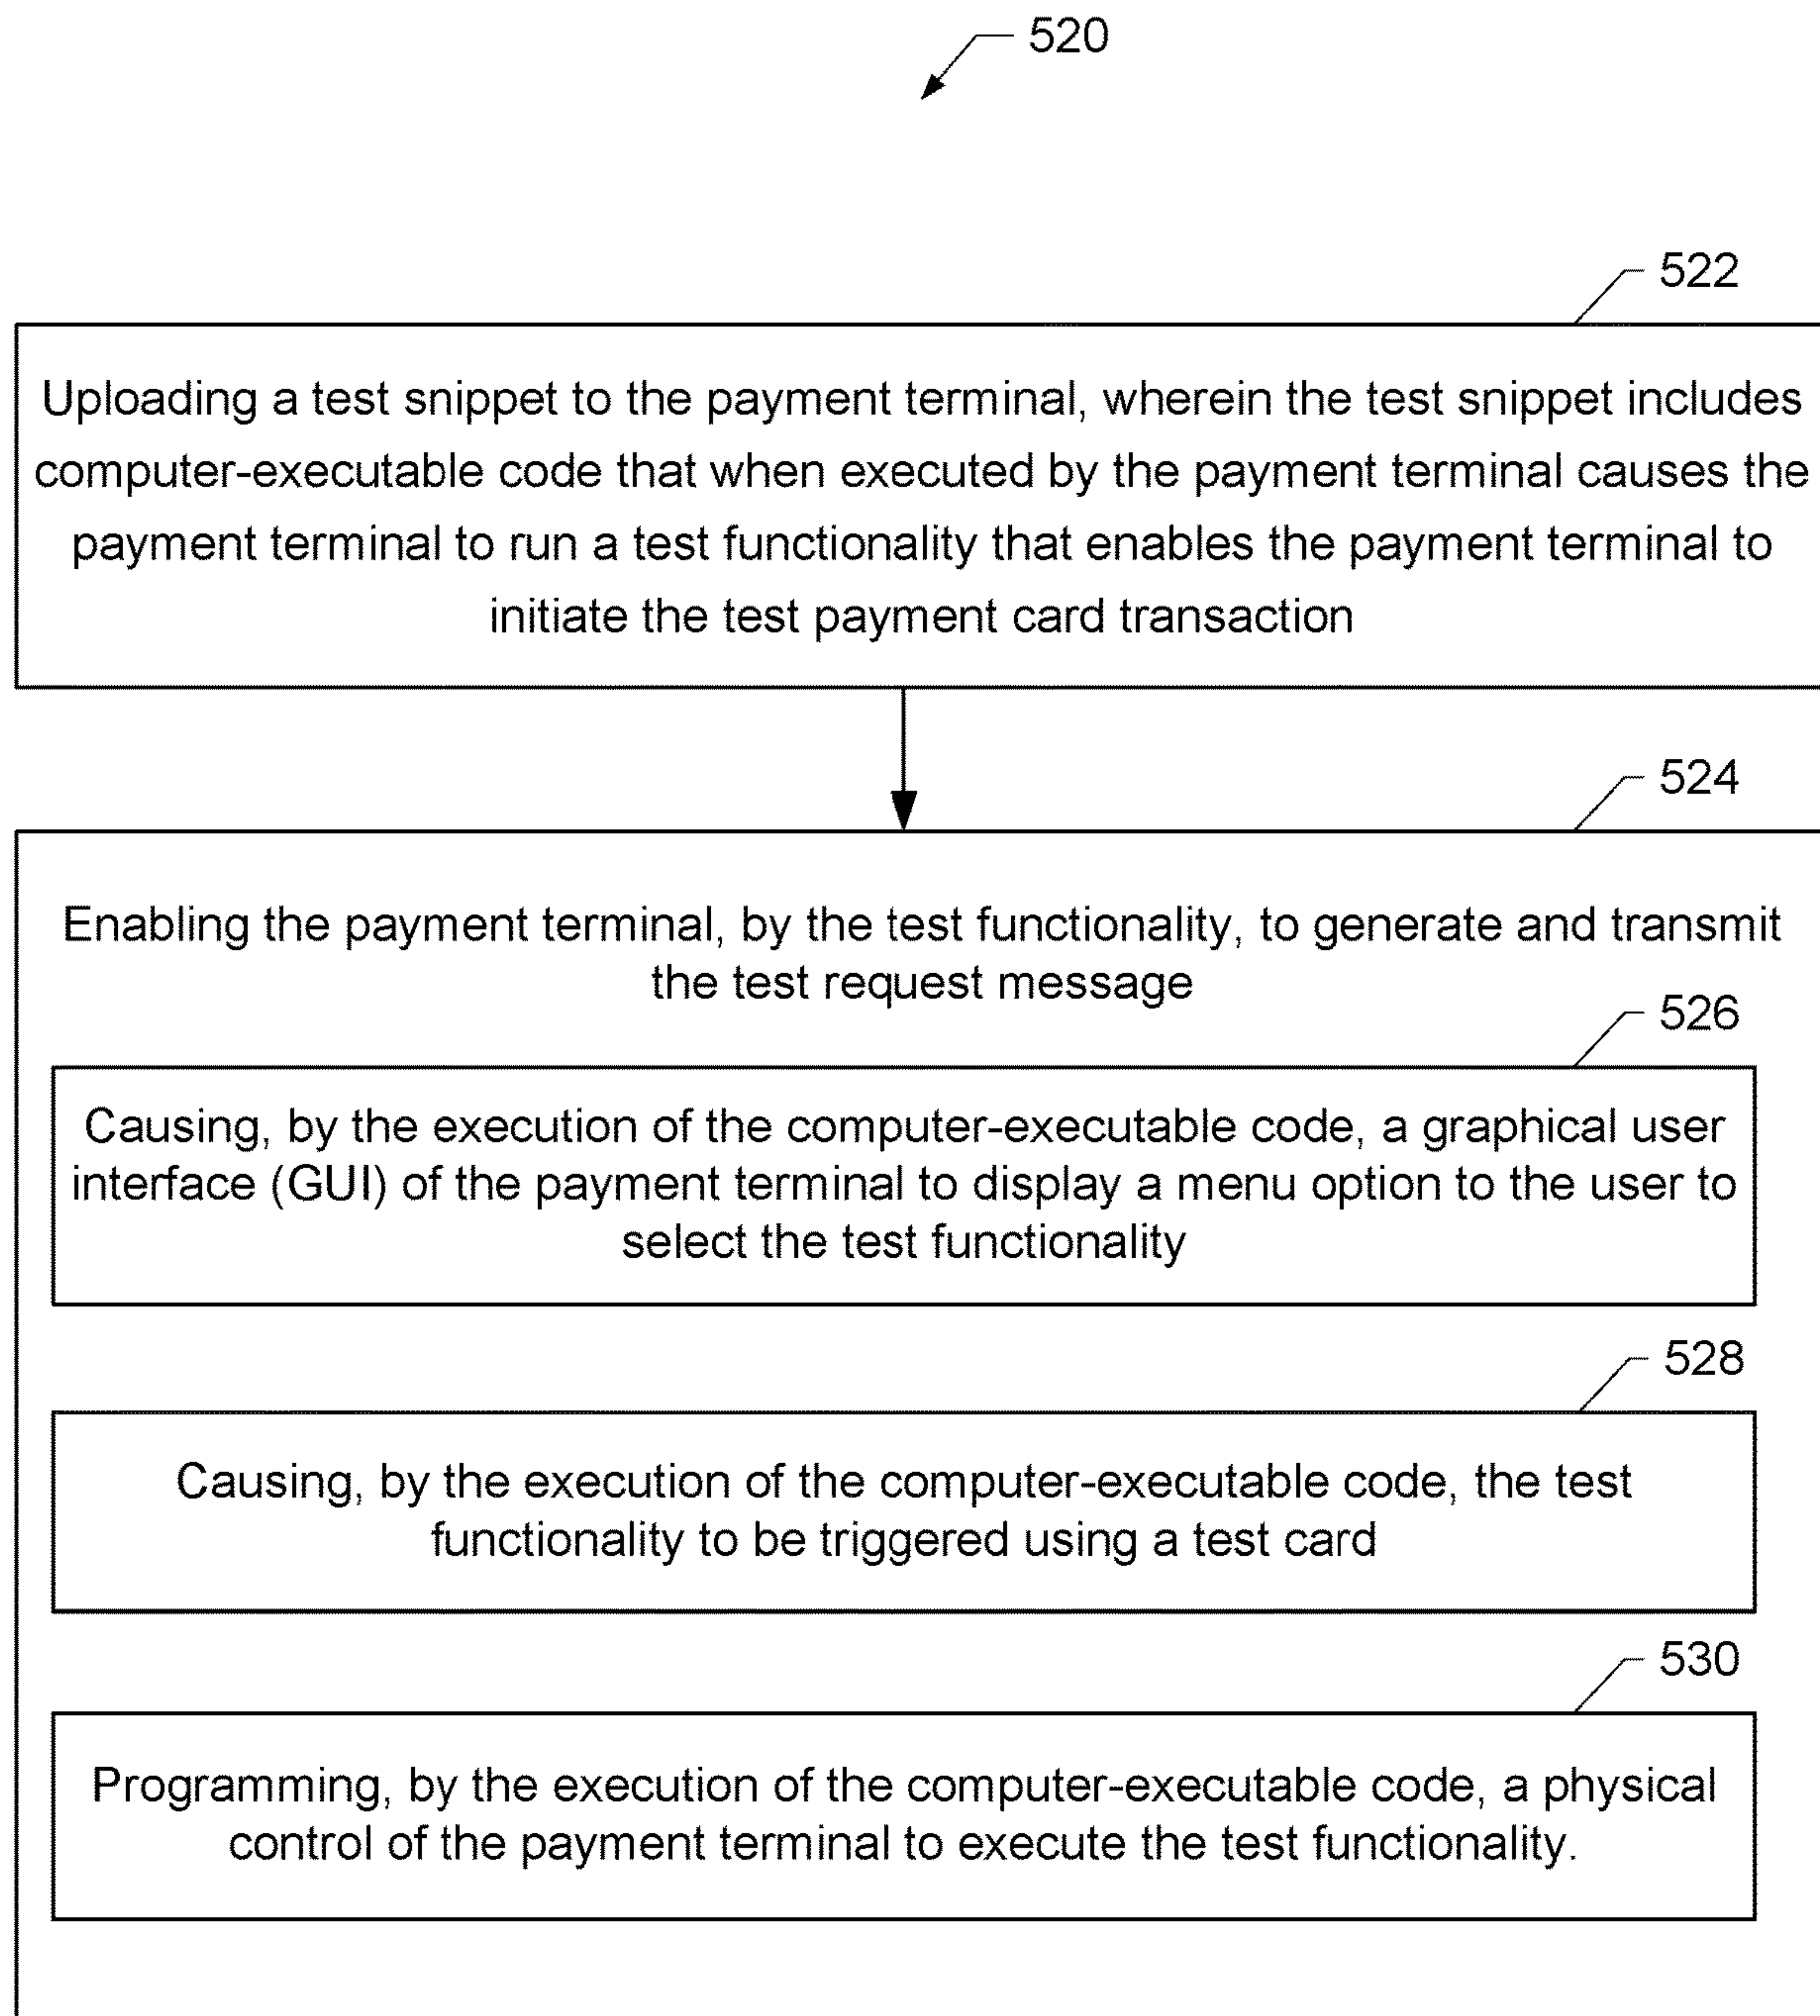 520
522
Uploading a test snippet to the payment terminal, wherein the test snippet includes
computer-executable code that when executed by the payment terminal causes the
payment terminal to run a test functionality that enables the payment terminal to
initiate the test payment card transaction
524
Enabling the payment terminal, by the test functionality, to generate and transmit
the test request message
526
Causing, by the execution of the computer-executable code, a graphical user
interface (GUI) of the payment terminal to display a menu option to the user to
select the test functionality
528
Causing, by the execution of the computer-executable code, the test
functionality to be triggered using a test card
530
Programming, by the execution of the computer-executable code, a physical
control of the payment terminal to execute the test functionality.